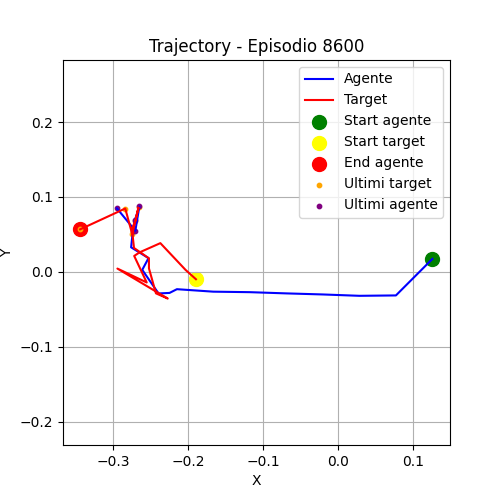 Trajectory - Episodio 8600
Agente
Target
Start agente
Start target
End agente
Ultimi target
Ultimi agente
Y
0.2
0.1
0.0
−0.1
−0.2
−0.3
−0.2
−0.1
0.0
0.1
X